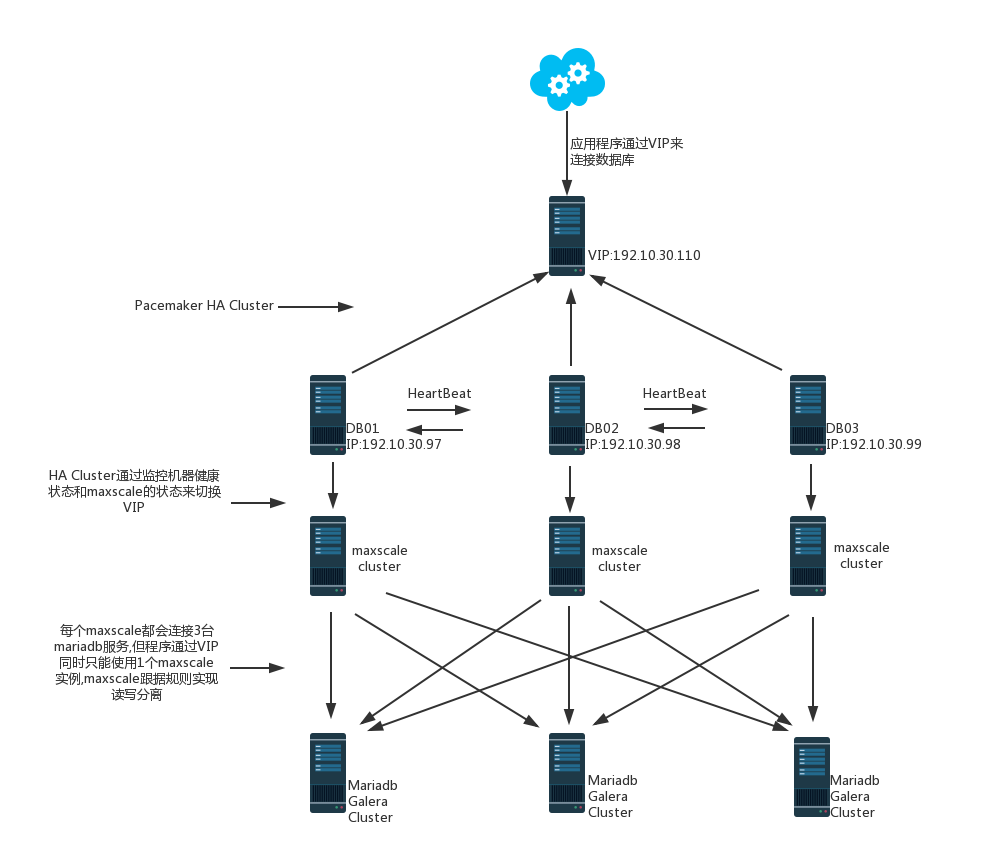 应用程序通过VIP来
连接数据库
VIP:192.10.30.110
Pacemaker HA Cluster
HeartBeat
HeartBeat
DB01
IP:192.10.30.97
DB02
IP:192.10.30.98
DB03
IP:192.10.30.99
HA Cluster通过监控机器健康
状态和maxscale的状态来切换
VIP
maxscale
cluster
maxscale
cluster
maxscale
cluster
每个maxscale都会连接3台
mariadb服务,但程序通过VIP
同时只能使用1个maxscale
实例,maxscale跟据规则实现
读写分离
Mariadb
Galera
Cluster
Mariadb
Galera
Cluster
Mariadb
Galera
Cluster